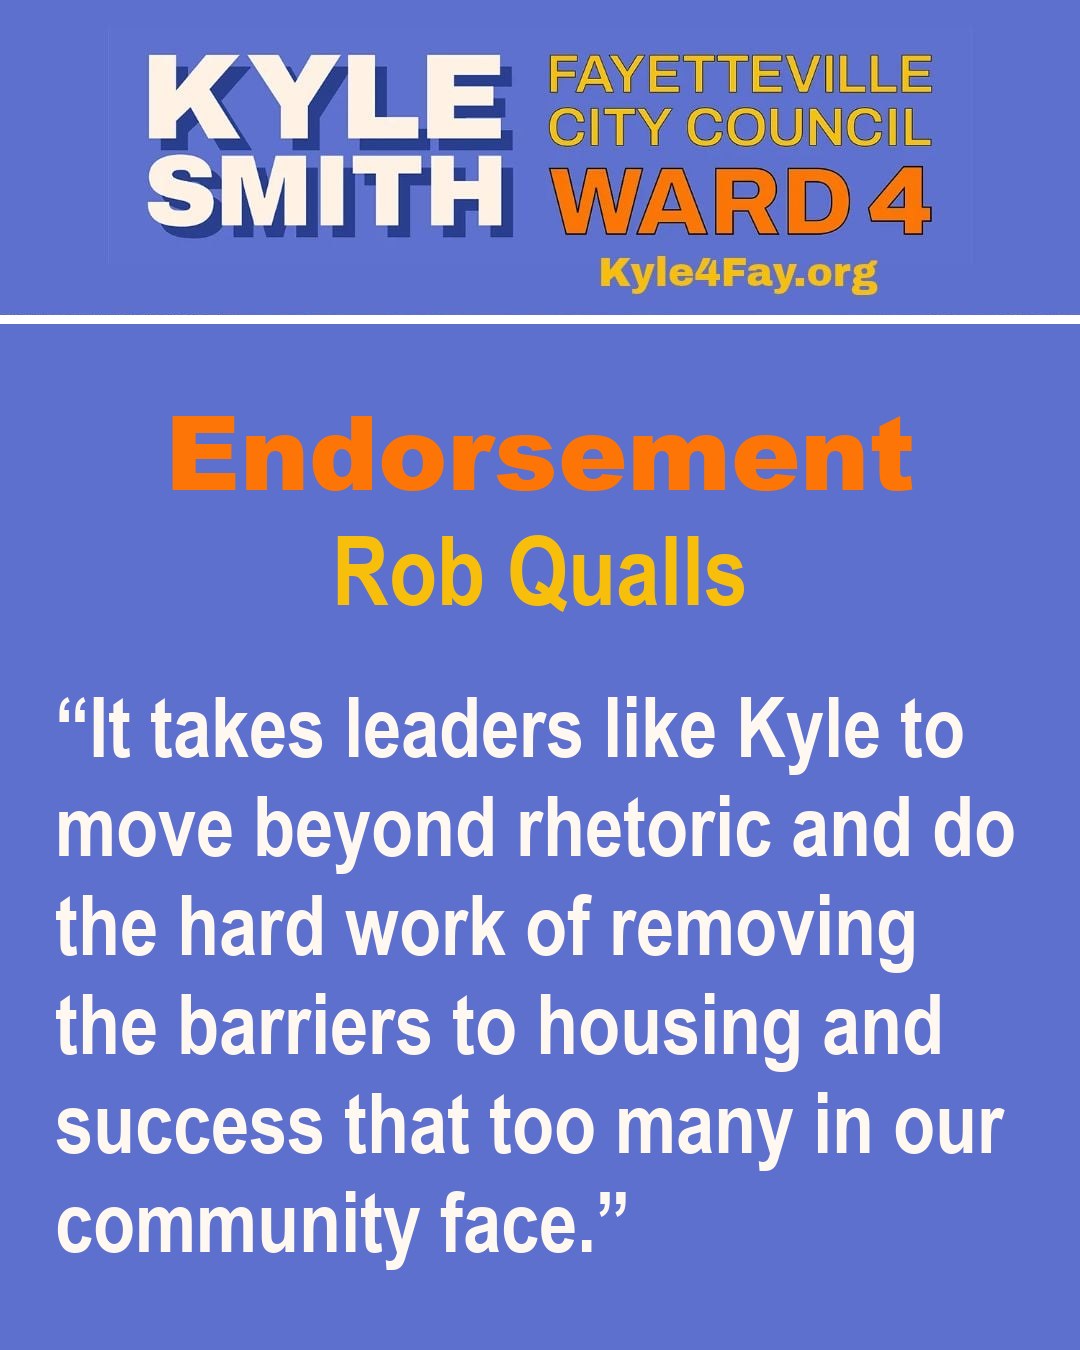 KYLE
SMITH
FAYETTEVILLE
CITY COUNCIL
WARD 4
Kyle4Fay.org
Endorsement
Rob Qualls
“It takes leaders like Kyle to
move beyond rhetoric and do
the hard work of removing
the barriers to housing and
success that too many in our
community face.”